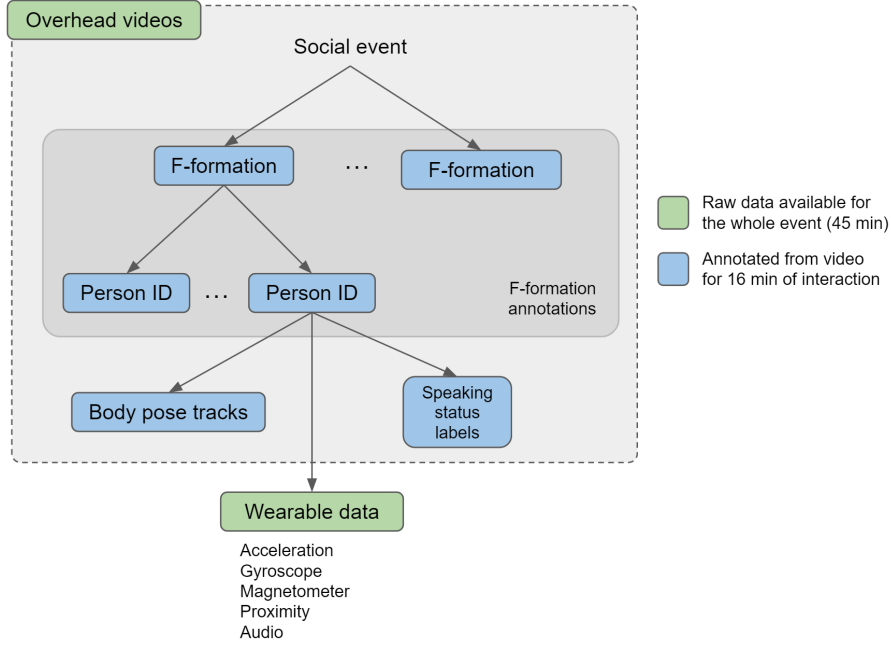 Overhead videos
Social event
F-formation
...
F-formation
Raw data available for
the whole event (45 min)
Annotated from video
for 16 min of interaction
Person ID
...
Person ID
F-formation
annotations
Body pose tracks
Speaking
status
labels
Wearable data
Acceleration
Gyroscope
Magnetometer
Proximity
Audio